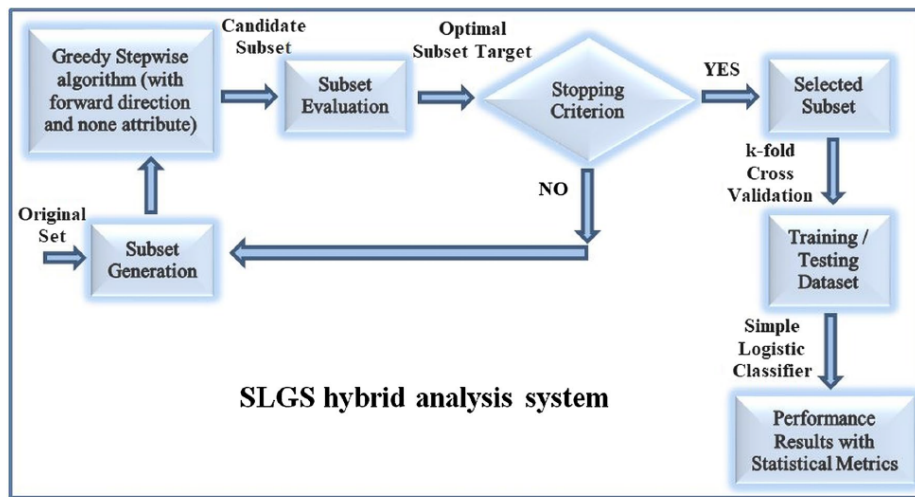 Greedy Stepwise
algorithm (with
forward direction
and none attribute)
Candidate
Subset
Subset
Evaluation
Optimal
Subset Target
Stopping
Criterion
YES
Selected
Subset
NO
k-fold
Cross
Validation
Original
Set
Subset
Generation
Training /
Testing
Dataset
Simple
Logistic
Classifier
SLGS hybrid analysis system
Performance
Results with
Statistical Metrics